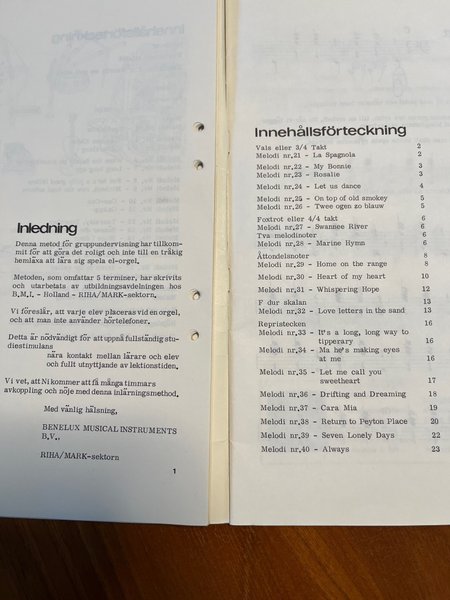 Inledning
Denna metod för gruppundervisning har tillkom-
mit för att göra det roligt och inte till en tråkig
hemläxa att lära sig spela el-orgel.
Metoden, som omfattar 5 terminer, har skrivits
och utarbetats av utbildningsavdelningen hos
B.M.I. - Holland - RIHA/MARK-sektorn.
Vi föreslår, att varje elev placeras vid en orgel,
och att man inte använder hörtelefoner.
Detta är nödvändigt för att uppnå fullständig stu-
diestimulans
nära kontakt mellan lärare och elev
och fullt utnyttjande av lektionstiden.
Vi vet, att Ni kommer att få många timmars
avkoppling och nöje med denna inlärningsmethod.
Med vänlig hälsning,
BENELUX MUSICAL INSTRUMENTS
B.V..
RIHA/MARK-sektorn
1
Innehållsförteckning
Vals eller 3/4 Takt 2
Melodi nr.21 - La Spagnola 2
Melodi nr.22 - My Bonnie 3
Melodi nr.23 - Rosalie 3
Melodi nr.24 - Let us dance 4
Melodi nr.25 - On top of old smokey 5
Melodi nr.26 - Twee ogen zo blauw 5
Foxtrot eller 4/4 takt 6
Melodi nr.27 - Swansee River 6
Tva melodinoter 6
Melodi nr.28 - Marine Hymn 6
Åttondelsnoter 8
Melodi nr.29 - Home on the range 8
Melodi nr.30 - Heart of my heart 10
Melodi nr.31 - Whispering Hope 12
F dur skalan 13
Melodi nr.32 - Love letters in the sand 13
Repristecken 16
Melodi nr.33 - It's a long, long way to
tipperary 16
Melodi nr.34 - Ma he's making eyes
at me 16
Melodi nr.35 - Let me call you
sweetheart 17
Melodi nr.36 - Drifting and Dreaming 18
Melodi nr.37 - Cara Mia 19
Melodi nr.38 - Return to Peyton Place 20
Melodi nr.39 - Seven Lonely Days 22
Melodi nr.40 - Always 23